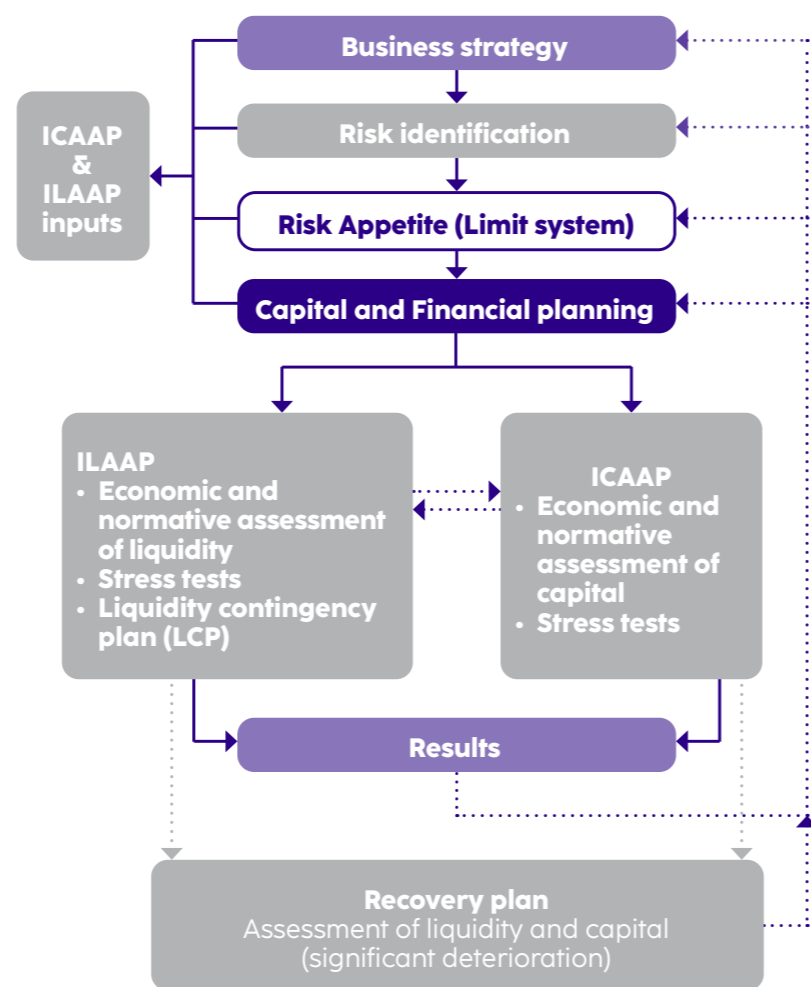 Business strategy
ICAAP
&
ILAAP
inputs
Risk identification
Risk Appetite (Limit system)
Capital and Financial planning
ILAAP
• Economic and
normative assessment
of liquidity
• Stress tests
• Liquidity contingency
plan (LCP)
ICAAP
• Economic and
normative
assessment of
capital
• Stress tests
Results
Recovery plan
Assessment of liquidity and capital
(significant deterioration)